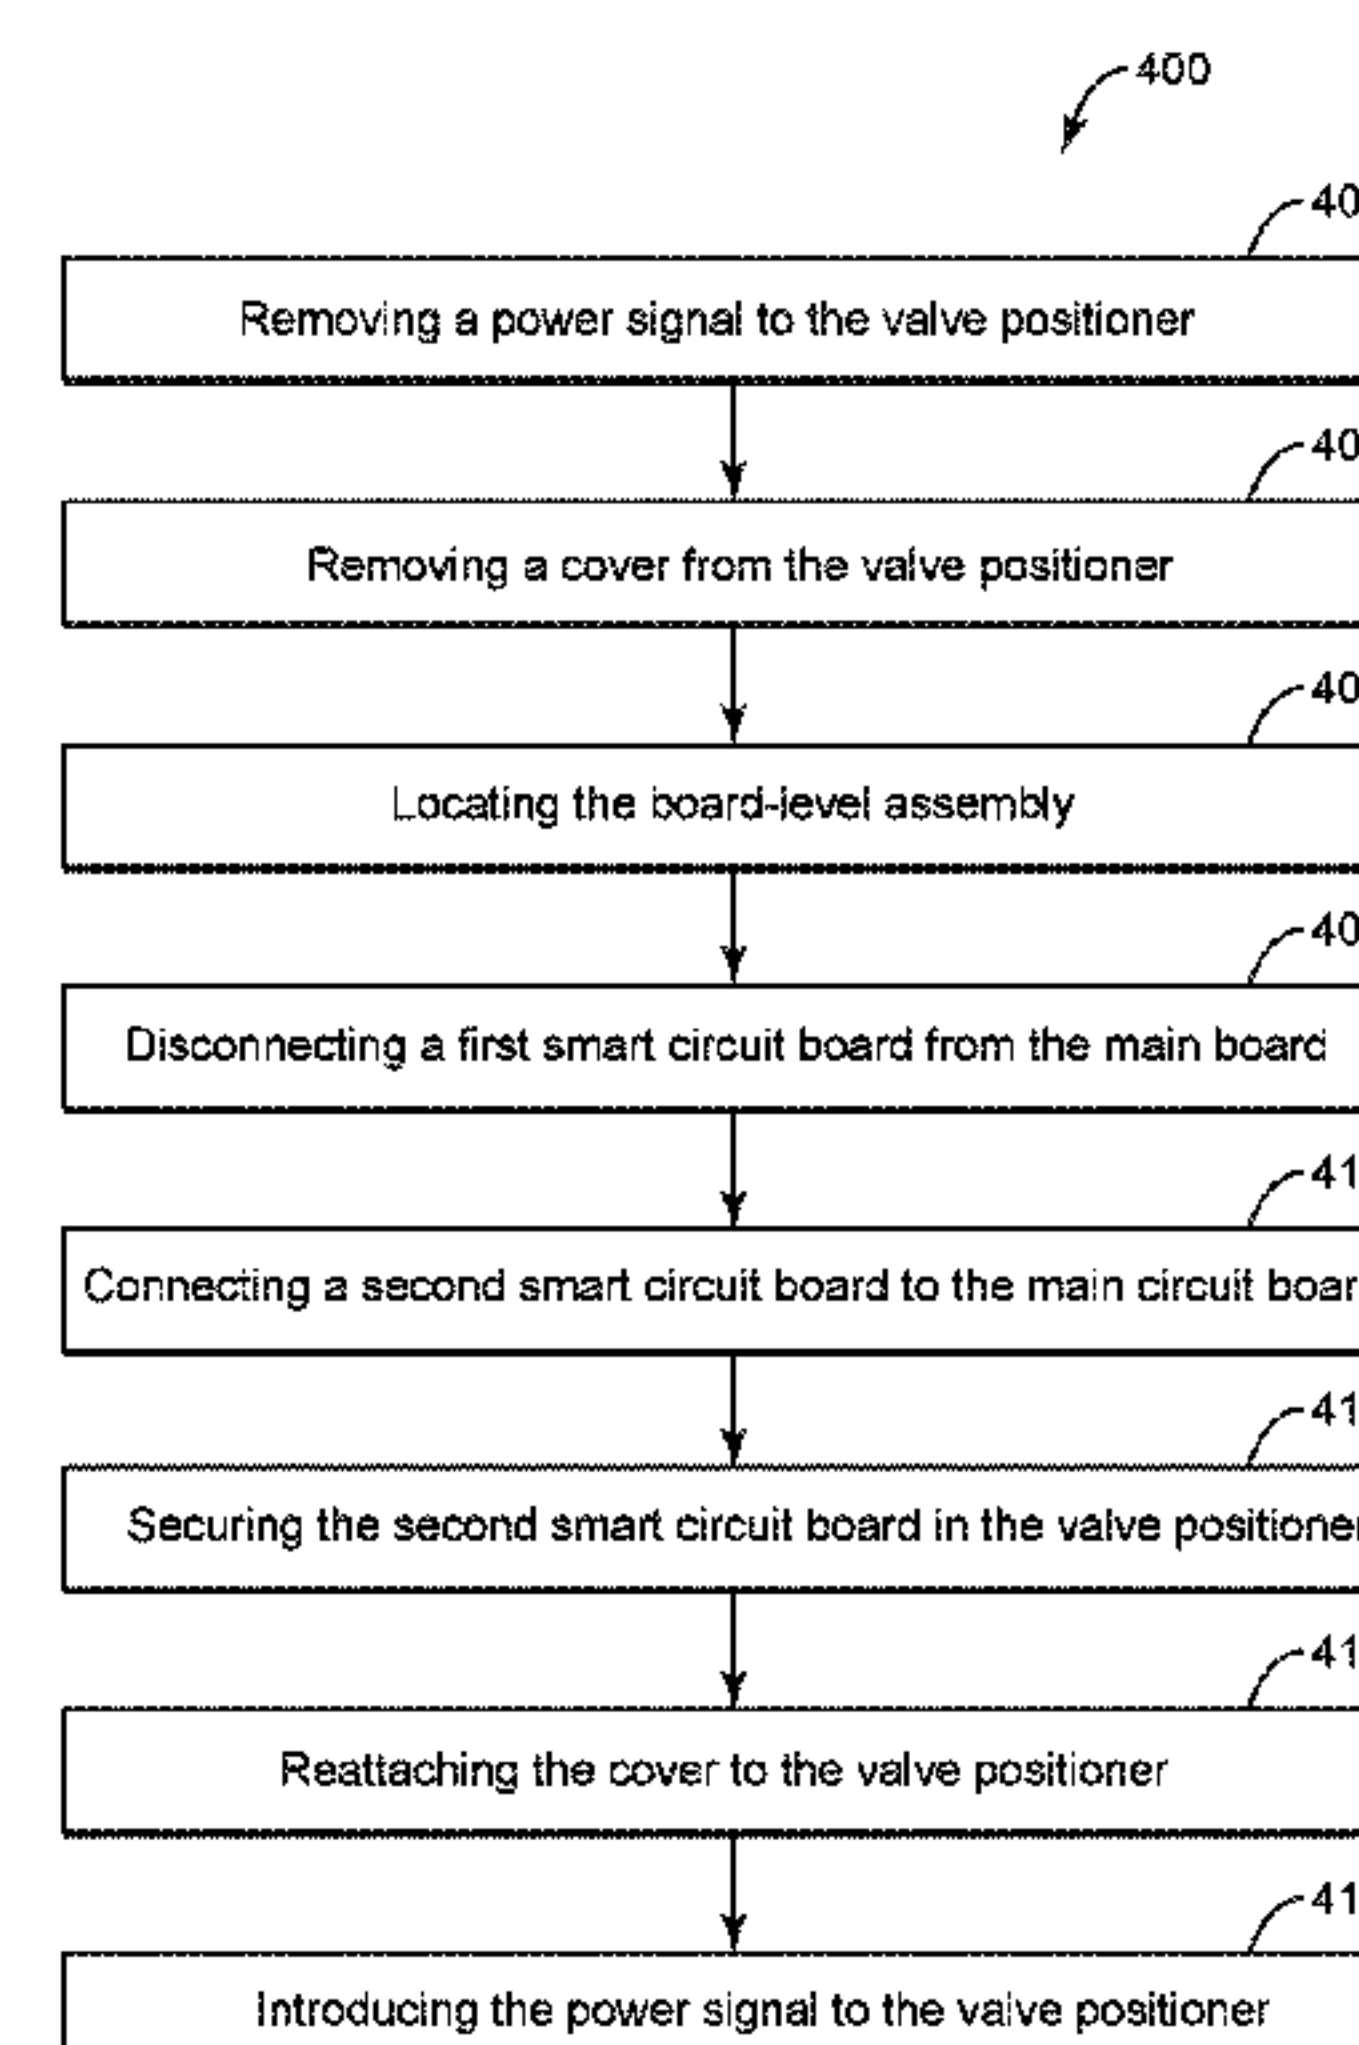 400
40
Removing a power signal to the valve positioner
40
Removing a cover from the valve positioner
40
Locating the board-level assembly
40
Disconnecting a first smart circuit board from the main board
41
Connecting a second smart circuit board to the main circuit boar
41
Securing the second smart circuit board in the valve positioner
41
Reattaching the cover to the valve positioner
41
Introducing the power signal to the valve positioner